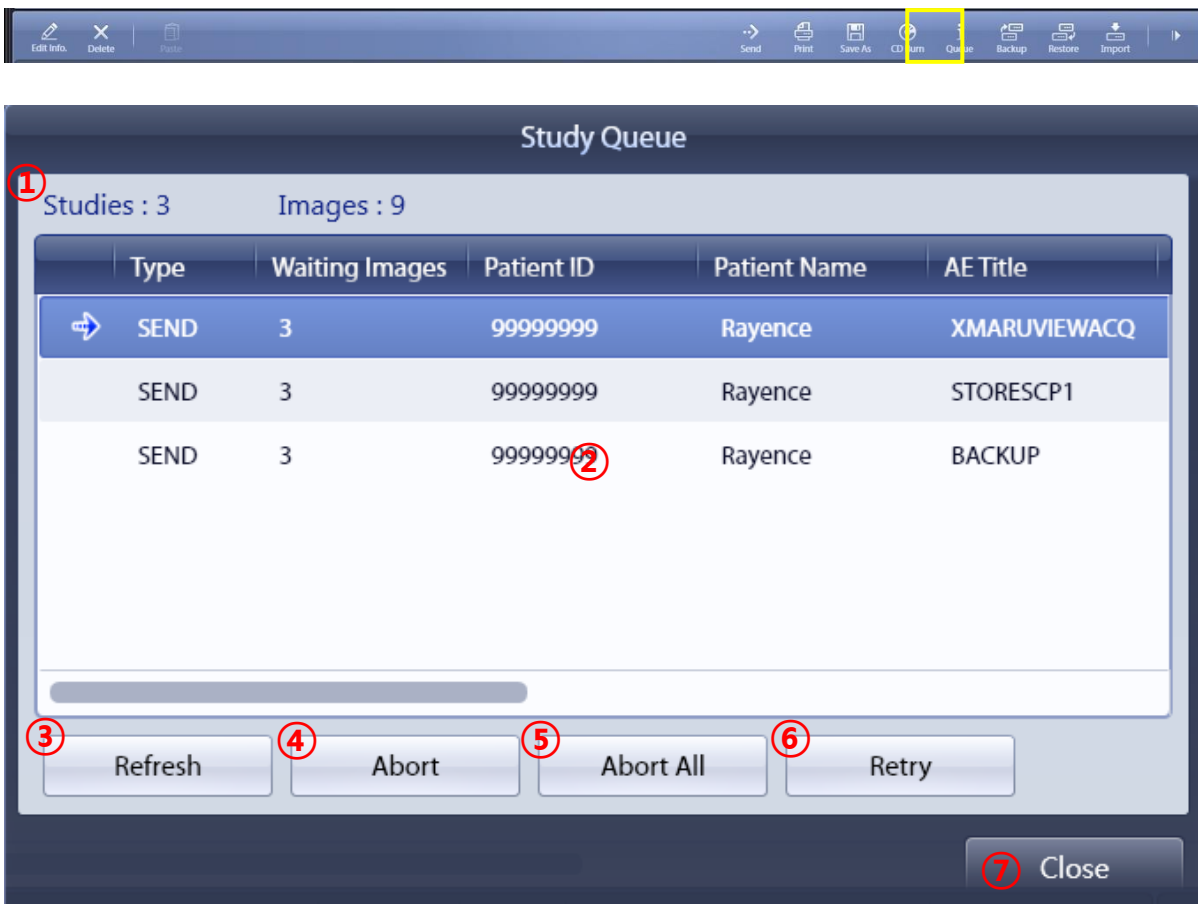 Edit Info. Delete Paste Send Print Save As CD Burn Queue Backup Restore Import
Study Queue
①
Studies : 3 Images : 9
Type Waiting Images Patient ID Patient Name AE Title
SEND 3 99999999 Rayence XMARUVIEWACQ
SEND 3 99999999 Rayence STORESCP1
SEND 3 99999999 Rayence BACKUP
②
③ ④ ⑤ ⑥
Refresh Abort Abort All Retry
⑦ Close